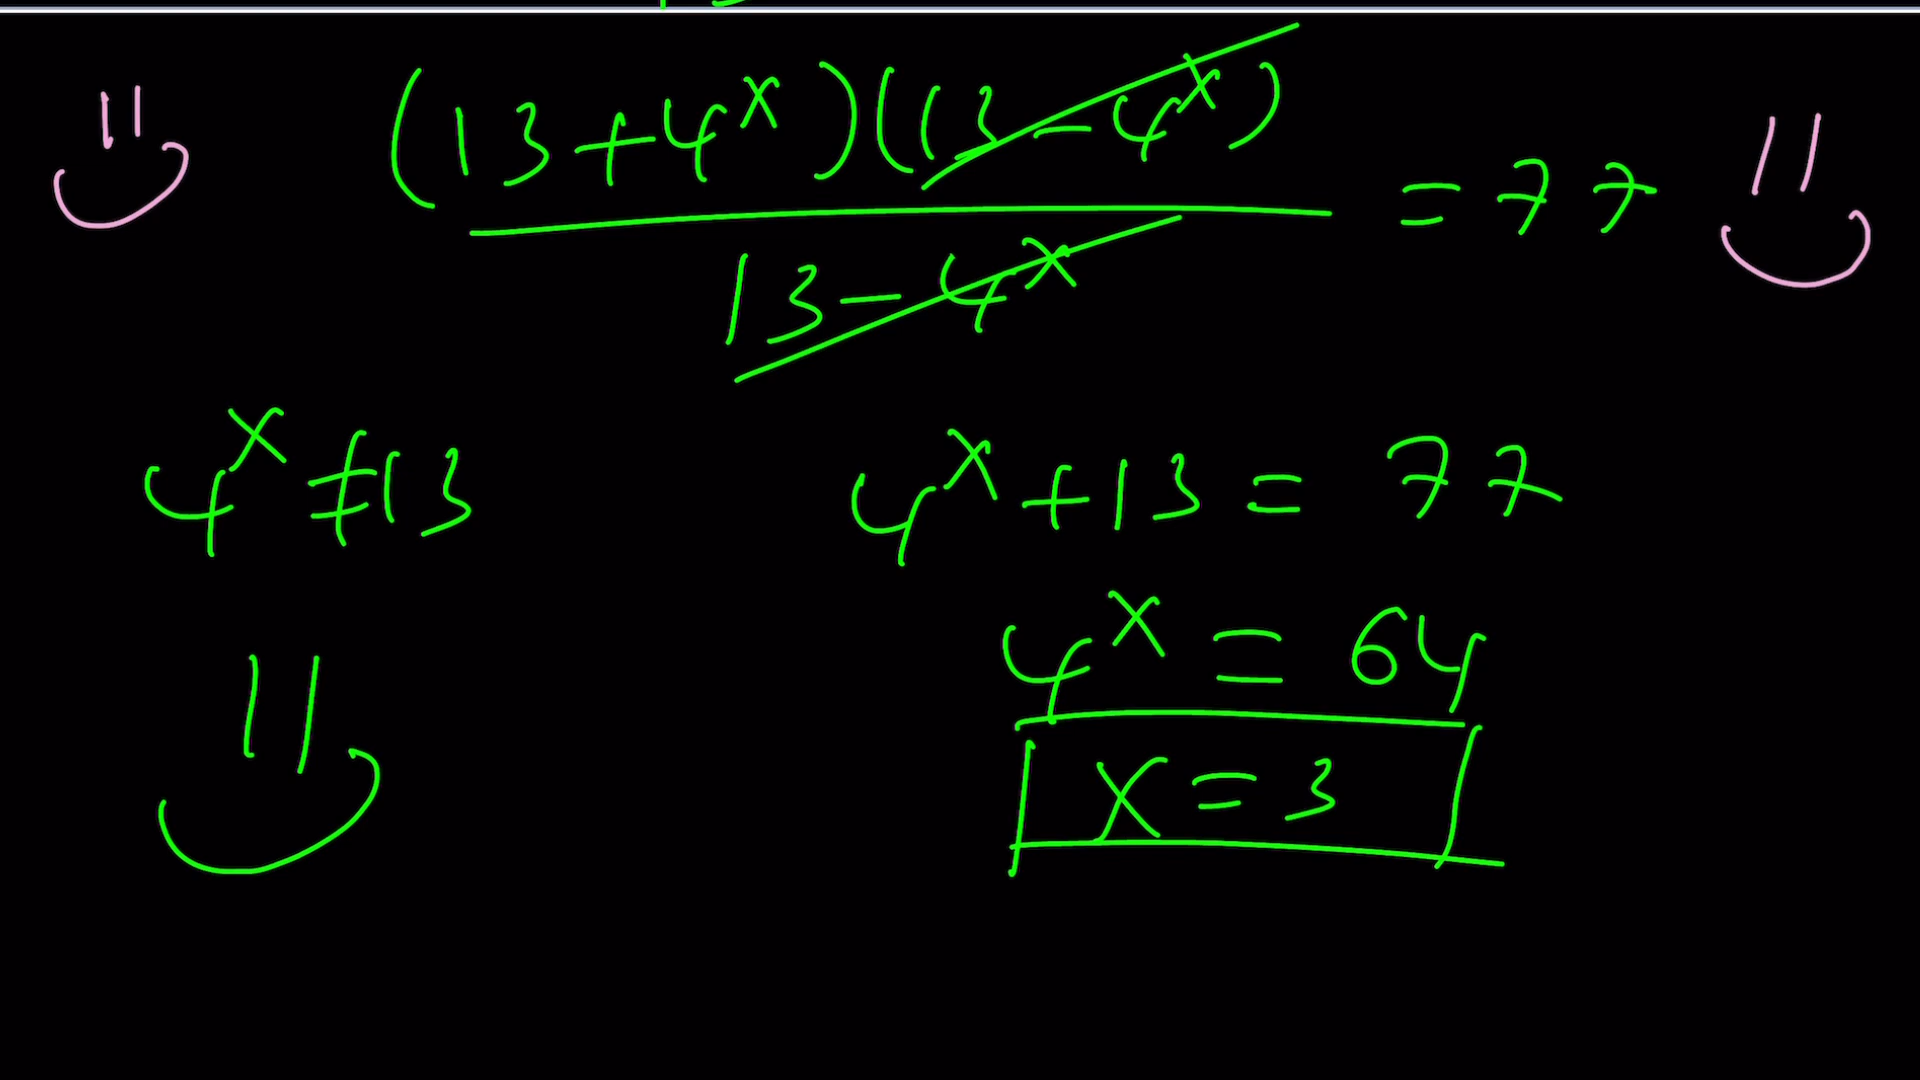 (13+4^x)(13-4^x)
= 77
13-4^x
4^x ≠ 13
4^x + 13 = 77
4^x = 64
x = 3